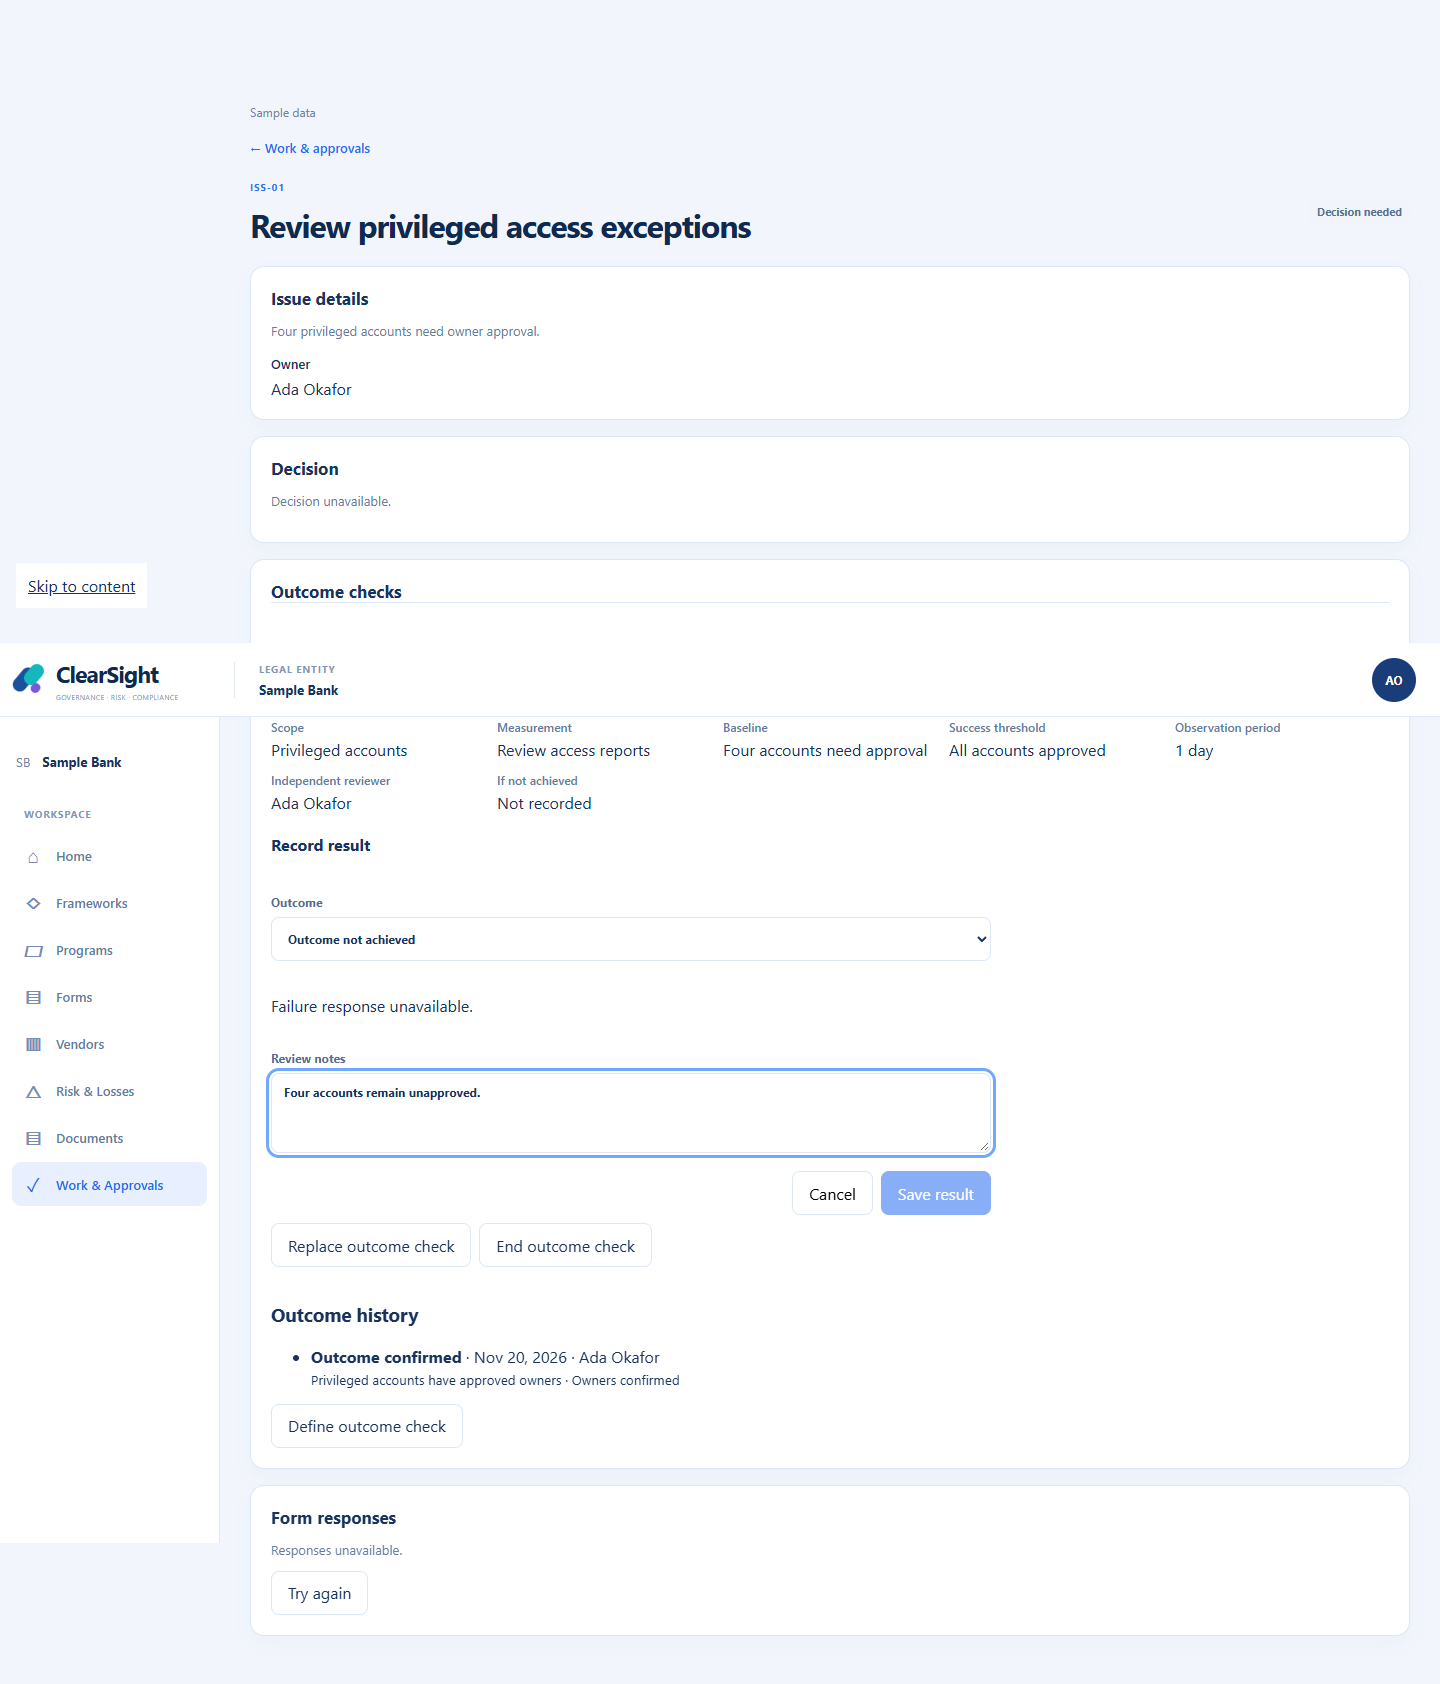 Sample data
← Work & approvals
ISS-01
Review privileged access exceptions
Decision needed
Issue details
Four privileged accounts need owner approval.
Owner
Ada Okafor
Decision
Decision unavailable.
Skip to content
Outcome checks
ClearSight
GOVERNANCE · RISK · COMPLIANCE
LEGAL ENTITY
Sample Bank
AO
SB Sample Bank
WORKSPACE
Home
Frameworks
Programs
Forms
Vendors
Risk & Losses
Documents
Work & Approvals
Scope
Privileged accounts
Measurement
Review access reports
Baseline
Four accounts need approval
Success threshold
All accounts approved
Observation period
1 day
Independent reviewer
Ada Okafor
If not achieved
Not recorded
Record result
Outcome
Outcome not achieved
Failure response unavailable.
Review notes
Four accounts remain unapproved.
Cancel
Save result
Replace outcome check
End outcome check
Outcome history
• Outcome confirmed · Nov 20, 2026 · Ada Okafor
Privileged accounts have approved owners · Owners confirmed
Define outcome check
Form responses
Responses unavailable.
Try again